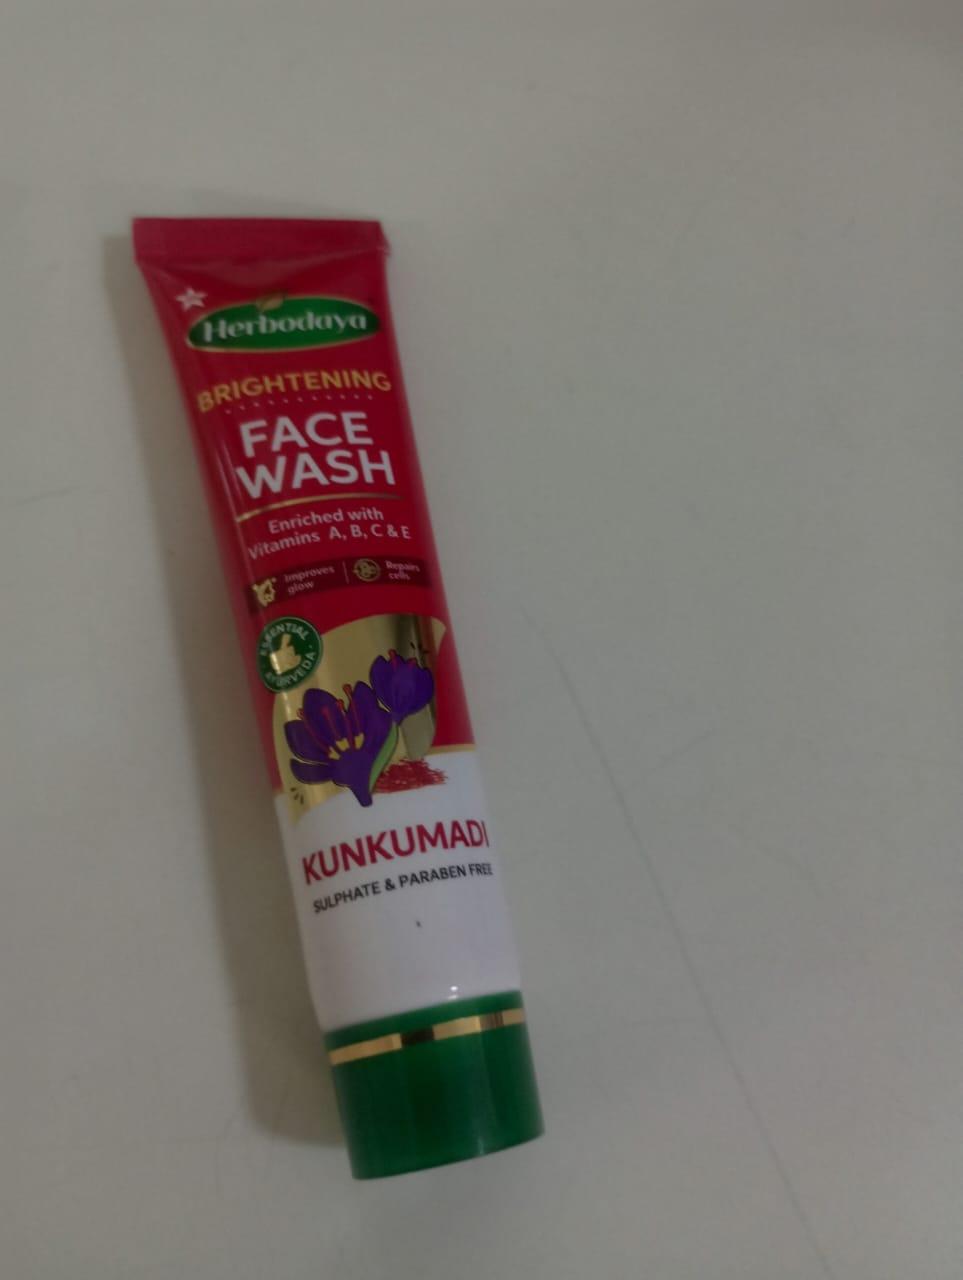 Herbodaya
BRIGHTENING
FACE
WASH
Enriched with
Vitamins A, B, C & E
Improves
glow
Repairs
cells
ESSENTIAL
AYURVEDA
KUNKUMADI
SULPHATE & PARABEN FREE